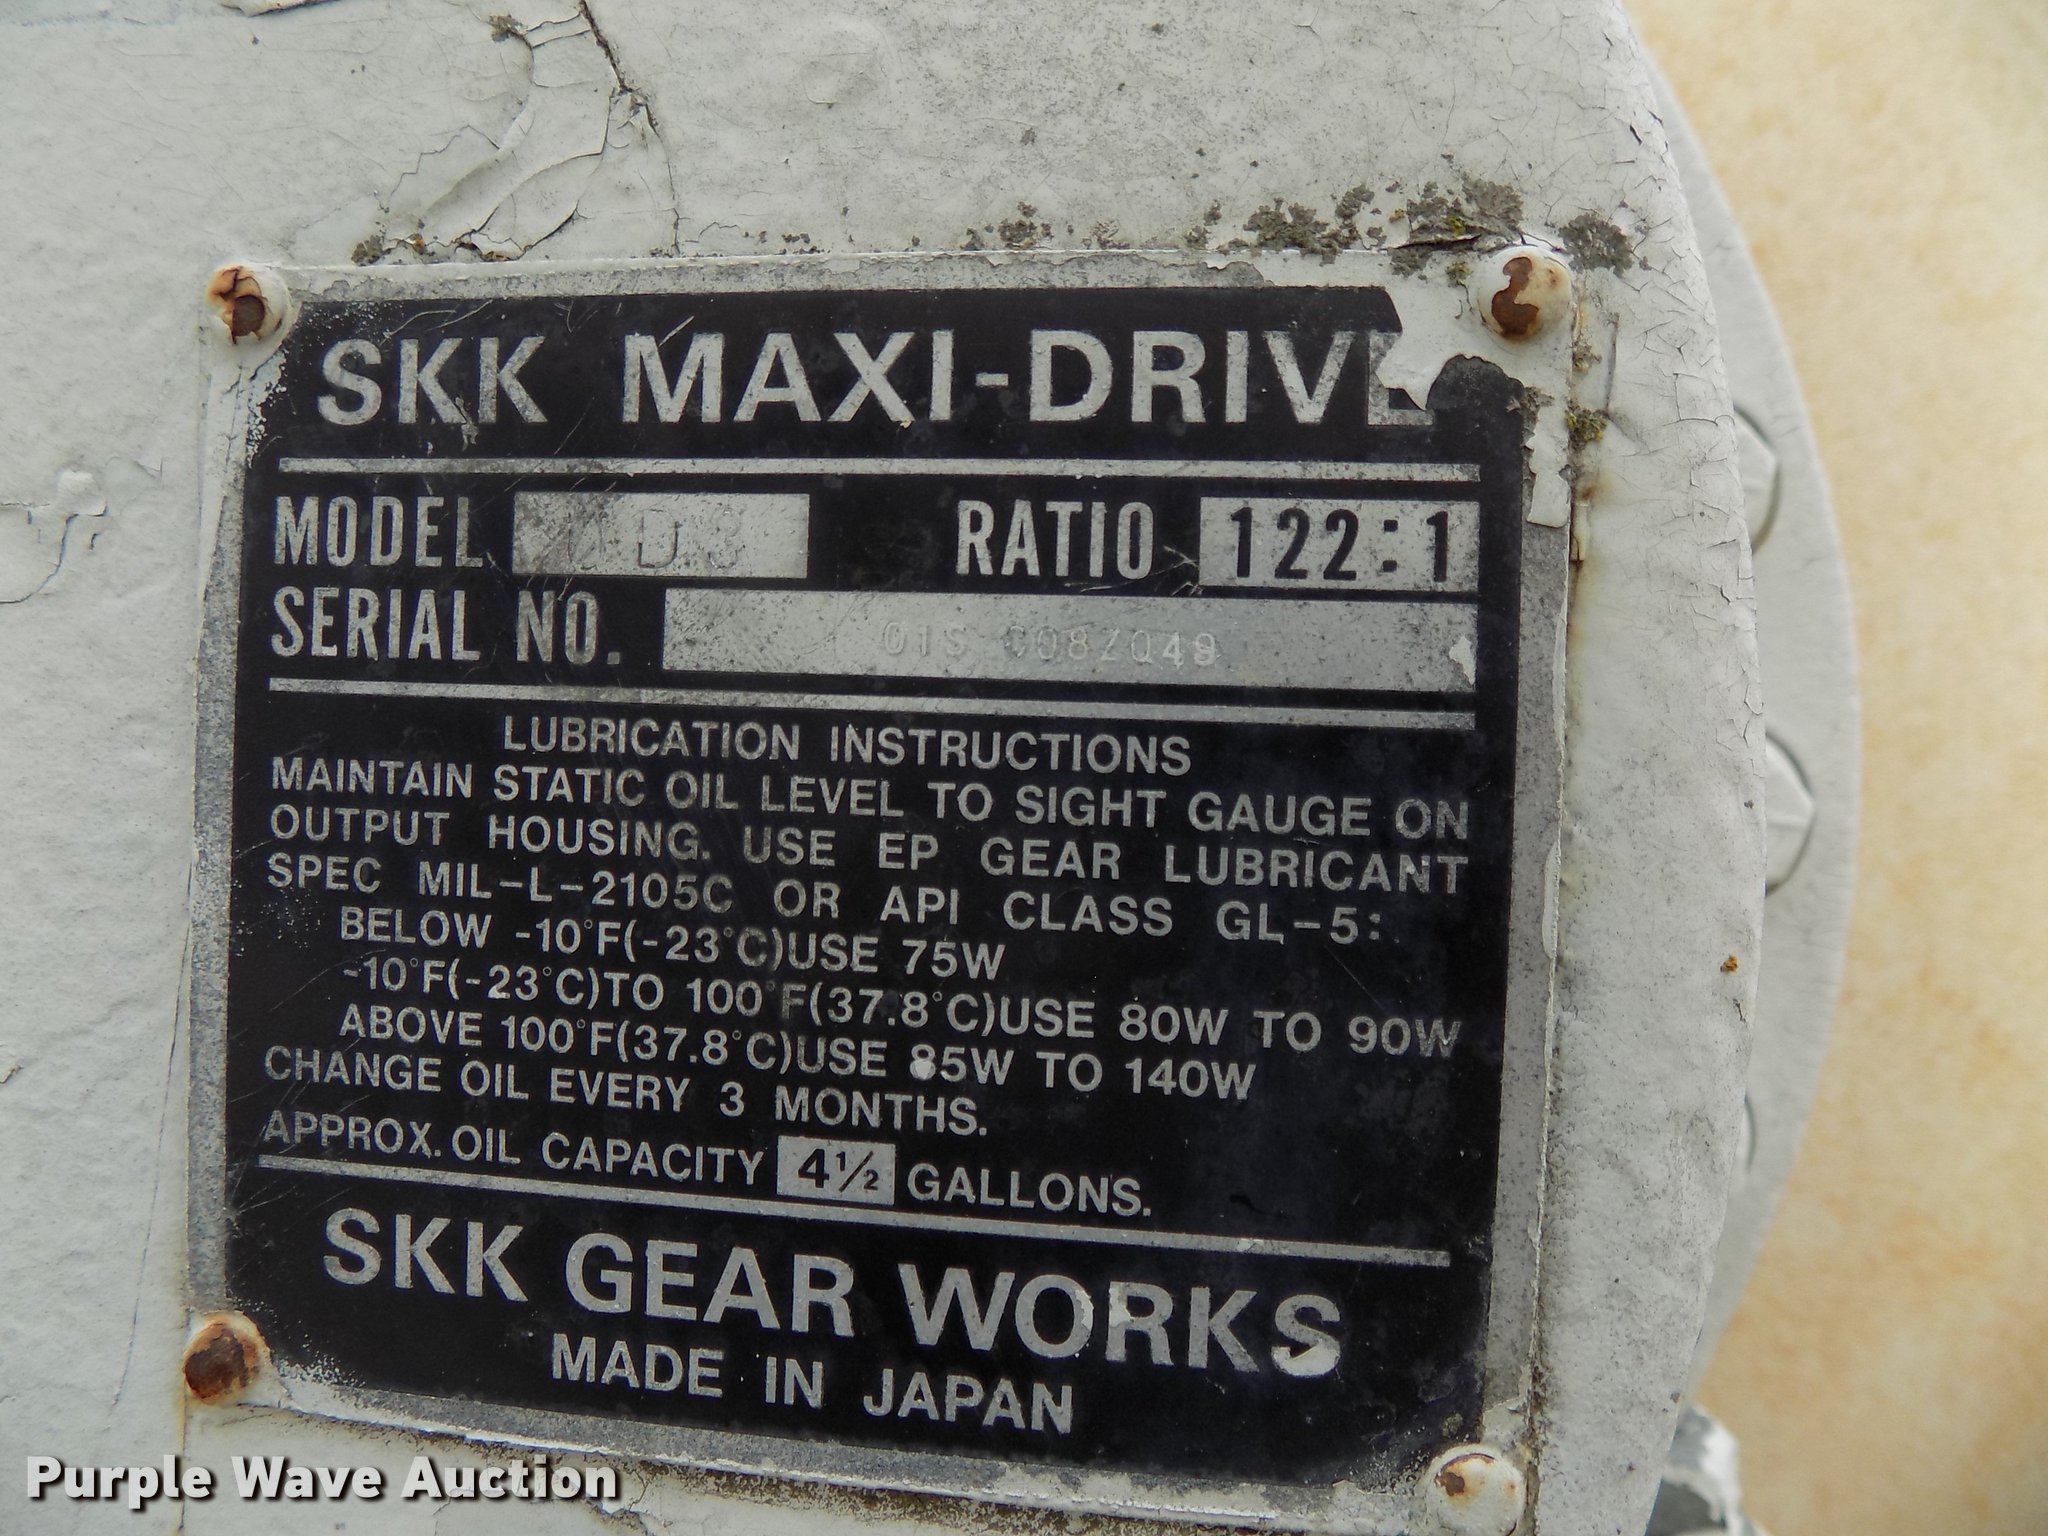 SKK MAXI-DRIVE
MODEL RATIO 122:1
SERIAL NO.
LUBRICATION INSTRUCTIONS
MAINTAIN STATIC OIL LEVEL TO SIGHT GAUGE ON
OUTPUT HOUSING. USE EP GEAR LUBRICANT
SPEC MIL-L-2105C OR API CLASS GL-5:
BELOW -10°F(-23°C)USE 75W
-10°F(-23°C)TO 100°F(37.8°C)USE 80W TO 90W
ABOVE 100°F(37.8°C)USE 85W TO 140W
CHANGE OIL EVERY 3 MONTHS.
APPROX. OIL CAPACITY 4½ GALLONS.
SKK GEAR WORKS
MADE IN JAPAN
Purple Wave Auction